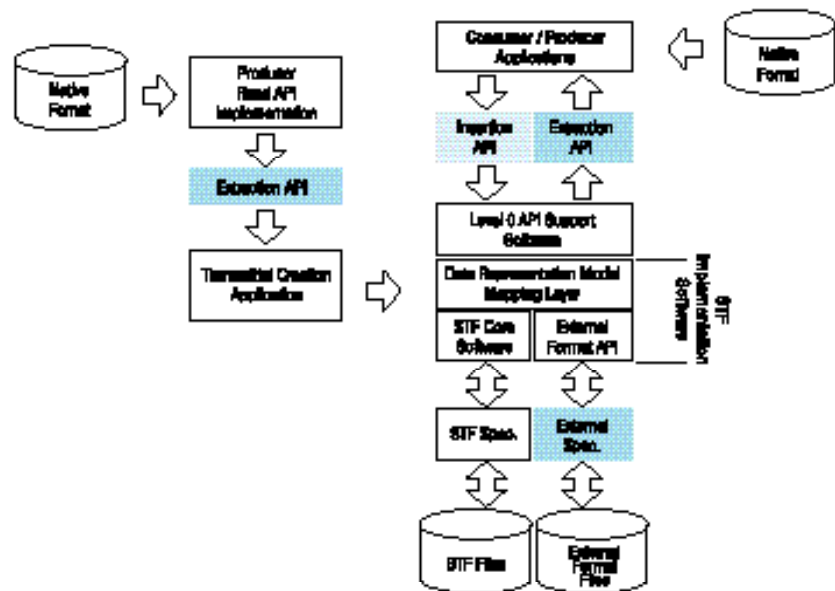 Native
Format
Producer
Read API
Implementation
Extraction API
Transmittal Creation
Application
Consumer / Producer
Applications
Native
Format
Insertion
API
Extraction
API
Level 0 API Support
Software
Data Representation Model
Mapping Layer
STF Core
Software
External
Format API
STF
Implementation
Software
STF Spec.
External
Spec.
STF Files
External
Format
Files